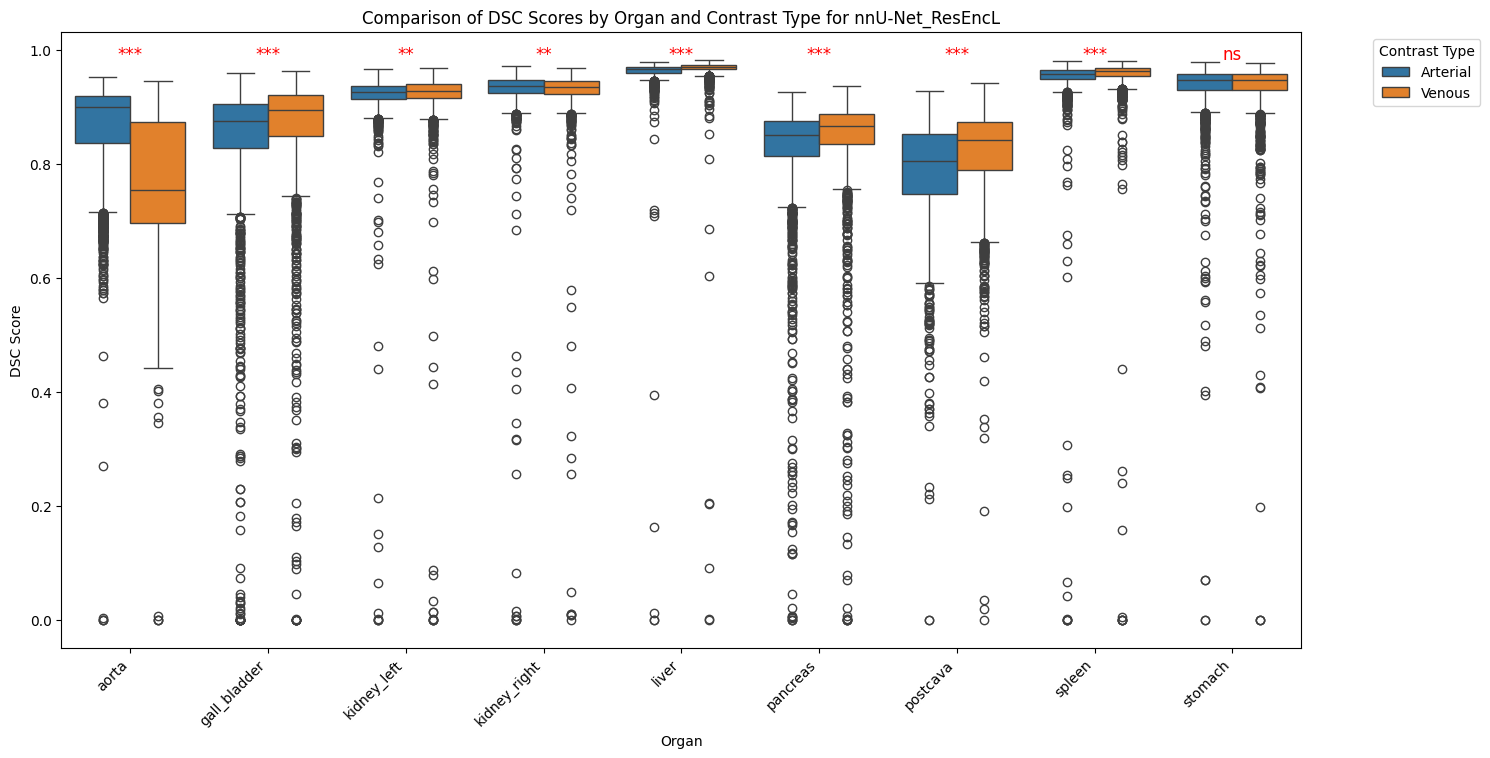 Comparison of DSC Scores by Organ and Contrast Type for nnU-Net_ResEncL
1.0
0.8
0.6
0.4
0.2
0.0
DSC Score
***
***
**
**
***
***
***
***
ns
Contrast Type
Arterial
Venous
aorta
gall_bladder
kidney_left
kidney_right
liver
pancreas
postcava
spleen
stomach
Organ